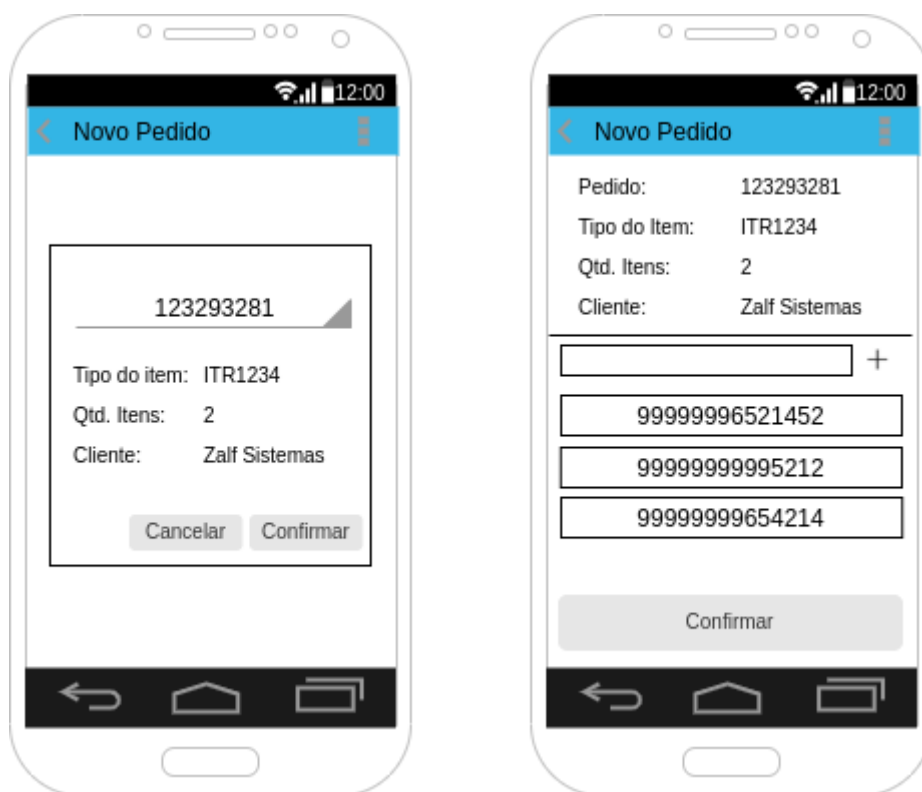 12:00
Novo Pedido
123293281
Tipo do item: ITR1234
Qtd. Itens: 2
Cliente: Zalf Sistemas
Cancelar Confirmar
12:00
Novo Pedido
Pedido: 123293281
Tipo do Item: ITR1234
Qtd. Itens: 2
Cliente: Zalf Sistemas
+
99999996521452
99999999995212
99999999654214
Confirmar